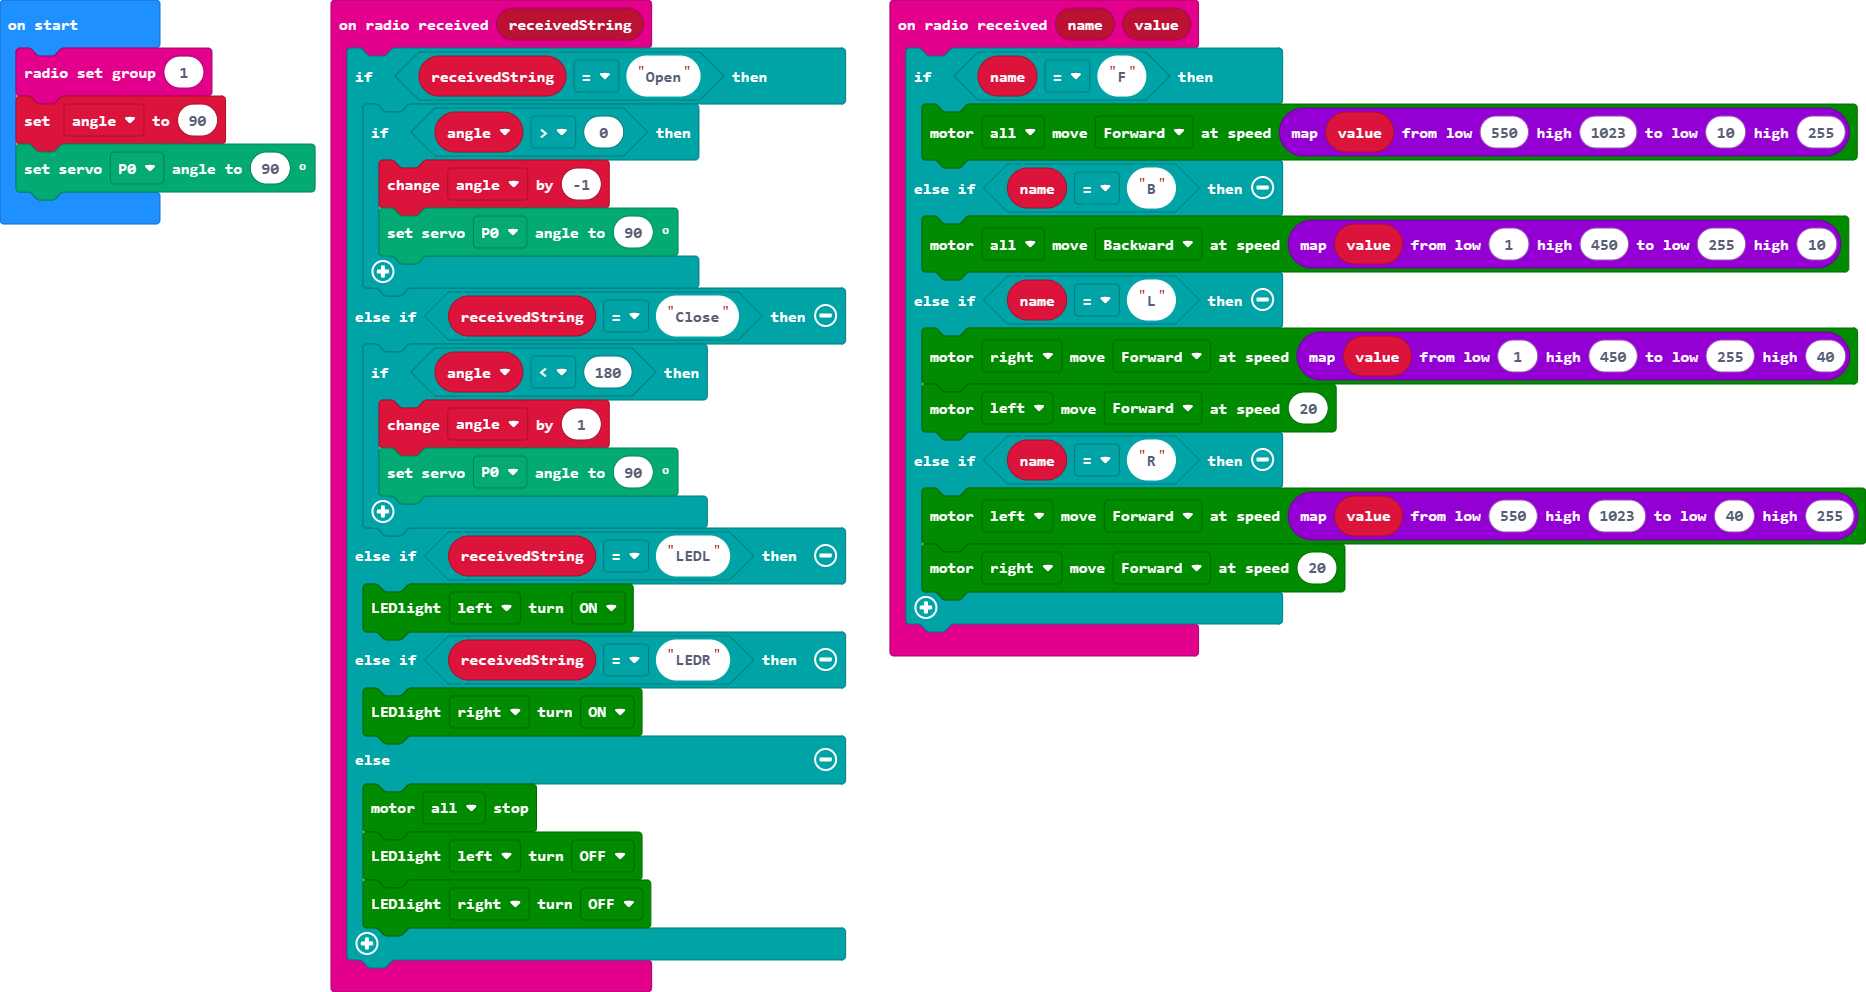 on start
radio set group 1
set angle to 90
set servo P0 angle to 90 °
on radio received receivedString
if receivedString = "Open" then
if angle > 0 then
change angle by -1
set servo P0 angle to 90 °
else if receivedString = "Close" then
if angle < 180 then
change angle by 1
set servo P0 angle to 90 °
else if receivedString = "LEDL" then
LEDlight left turn ON
else if receivedString = "LEDR" then
LEDlight right turn ON
else
motor all stop
LEDlight left turn OFF
LEDlight right turn OFF
on radio received name value
if name = "F" then
motor all move Forward at speed map value from low 550 high 1023 to low 10 high 255
else if name = "B" then
motor all move Backward at speed map value from low 1 high 450 to low 255 high 10
else if name = "L" then
motor right move Forward at speed map value from low 1 high 450 to low 255 high 40
motor left move Forward at speed 20
else if name = "R" then
motor left move Forward at speed map value from low 550 high 1023 to low 40 high 255
motor right move Forward at speed 20